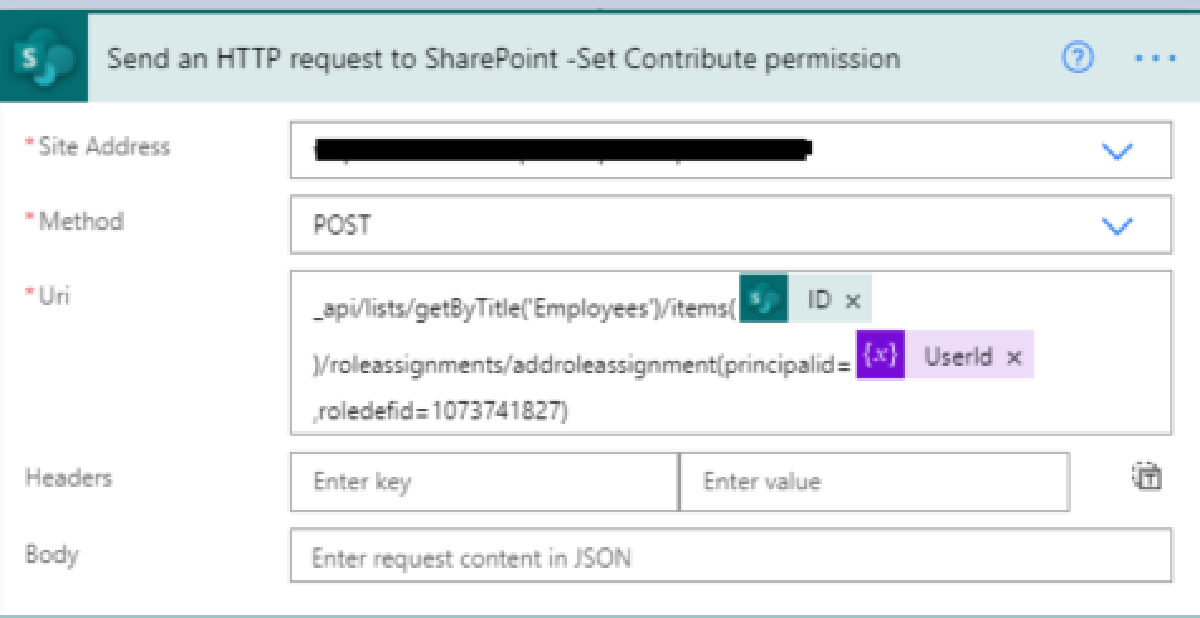 S
Send an HTTP request to SharePoint -Set Contribute permission
?
* Site Address
* Method
POST
* Uri
_api/lists/getByTitle('Employees')/items( S ID ×
)/roleassignments/addroleassignment(principalid= {x} UserId ×
,roledefid=1073741827)
Headers
Enter key
Enter value
T
Body
Enter request content in JSON